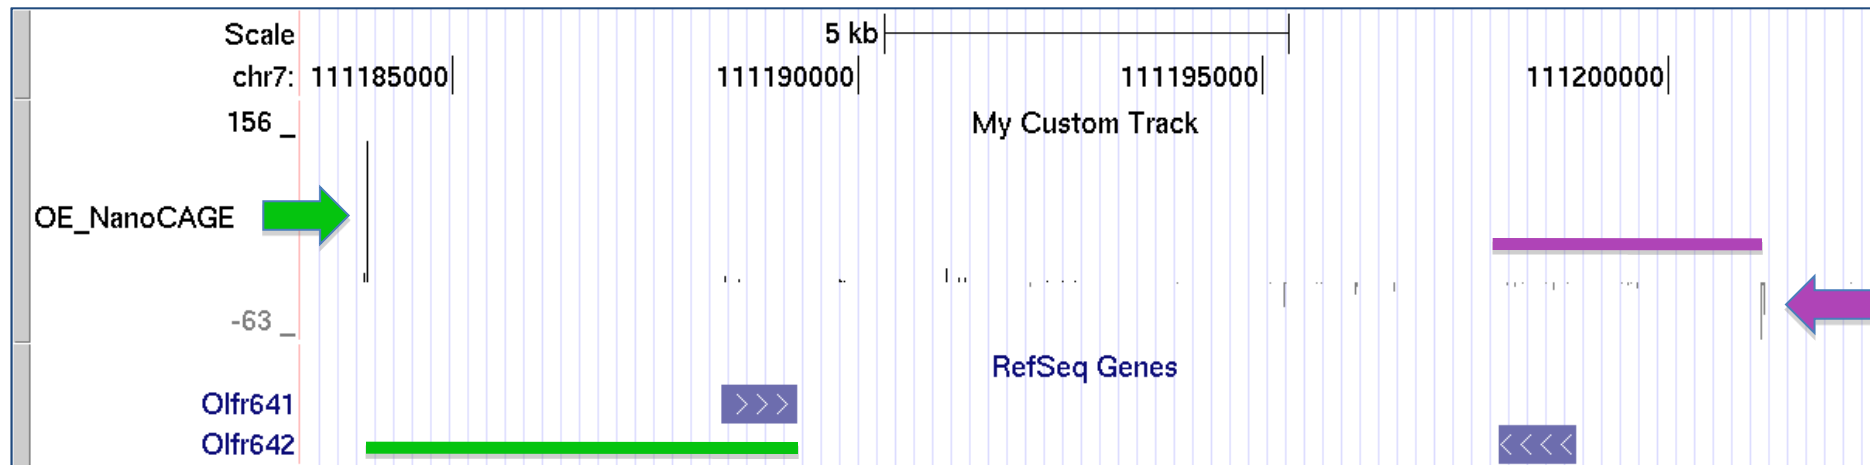 Scale 5 kb
chr7: 111185000 111190000 111195000 111200000
156 _ My Custom Track
OE_NanoCAGE
-63 _
RefSeq Genes
Olfr641 >>>
Olfr642 <<<<